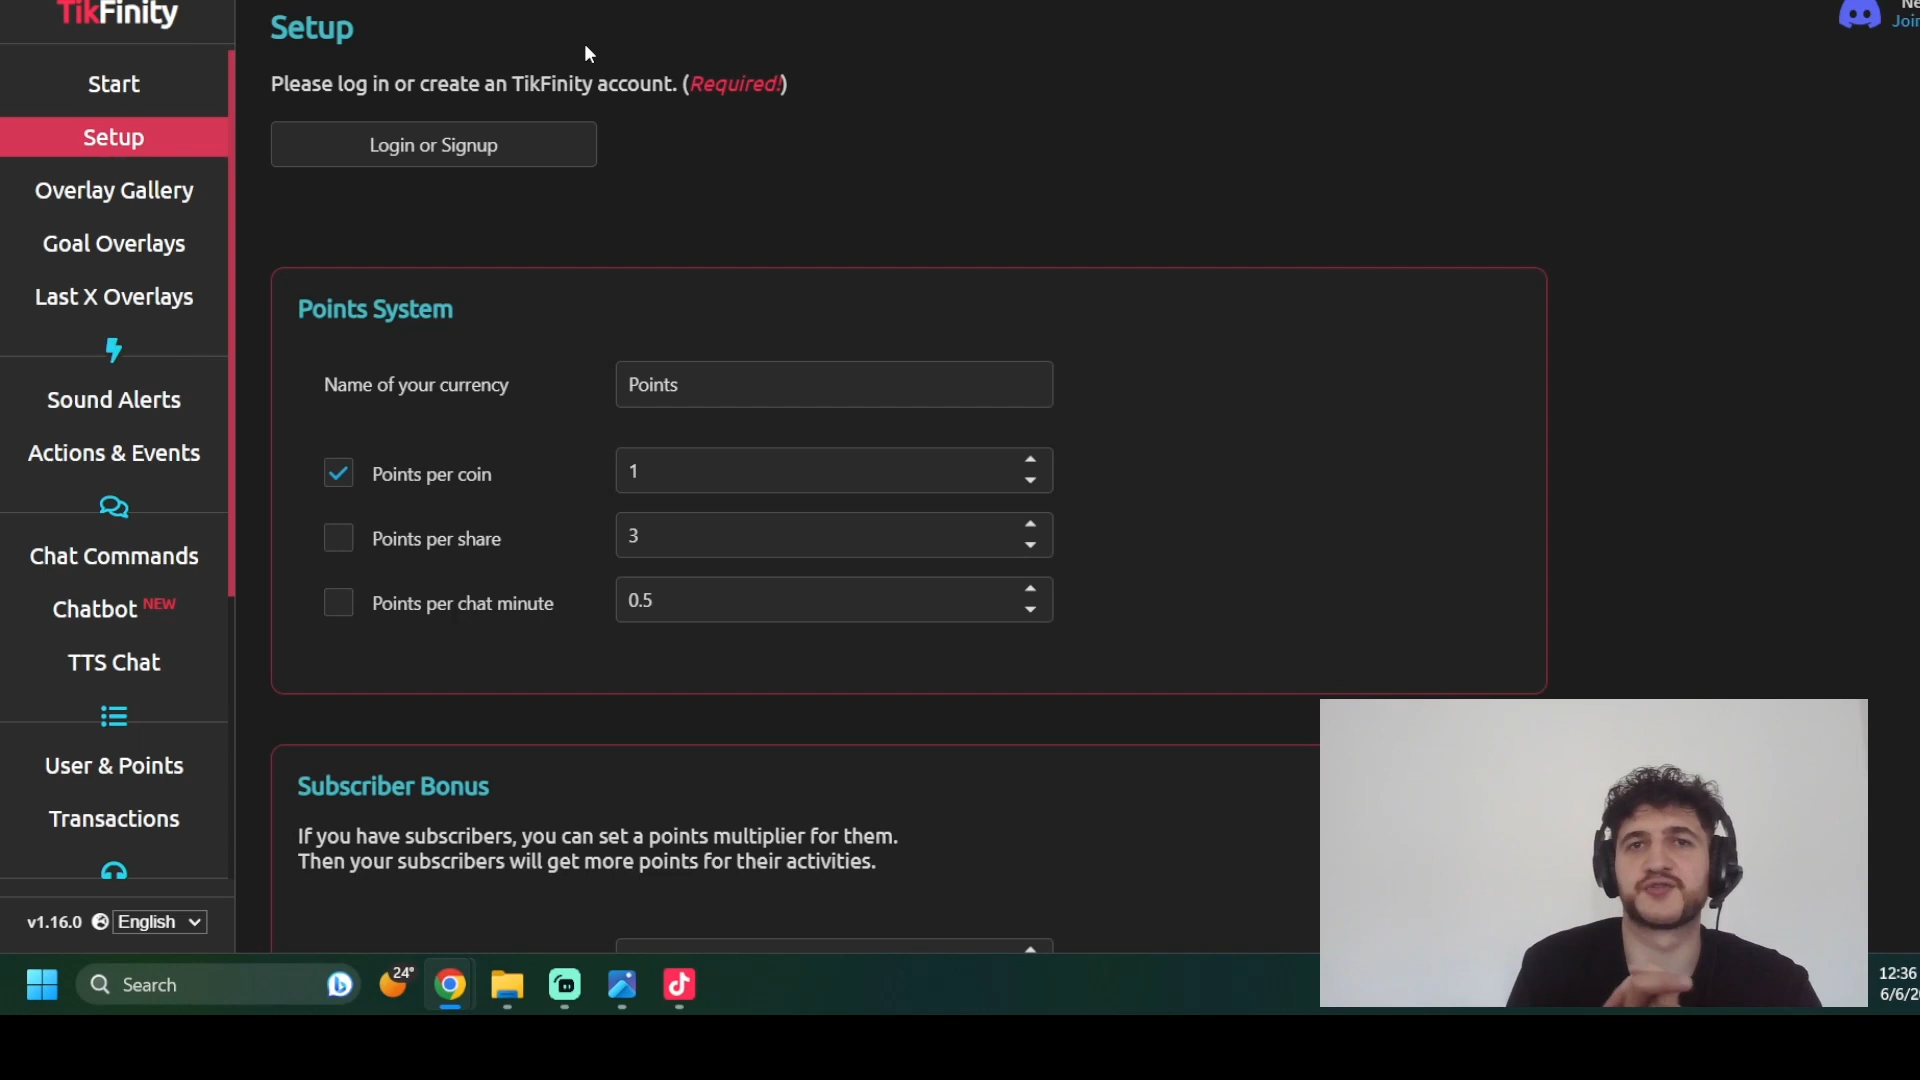 TikFinity
Start
Setup
Overlay Gallery
Goal Overlays
Last X Overlays
Sound Alerts
Actions & Events
Chat Commands
Chatbot NEW
TTS Chat
User & Points
Transactions
v1.16.0 English
Setup
Please log in or create an TikFinity account. (Required!)
Login or Signup
Points System
Name of your currency Points
Points per coin 1
Points per share 3
Points per chat minute 0.5
Subscriber Bonus
If you have subscribers, you can set a points multiplier for them.
Then your subscribers will get more points for their activities.
Join
Search
24°
12:36
6/6/2